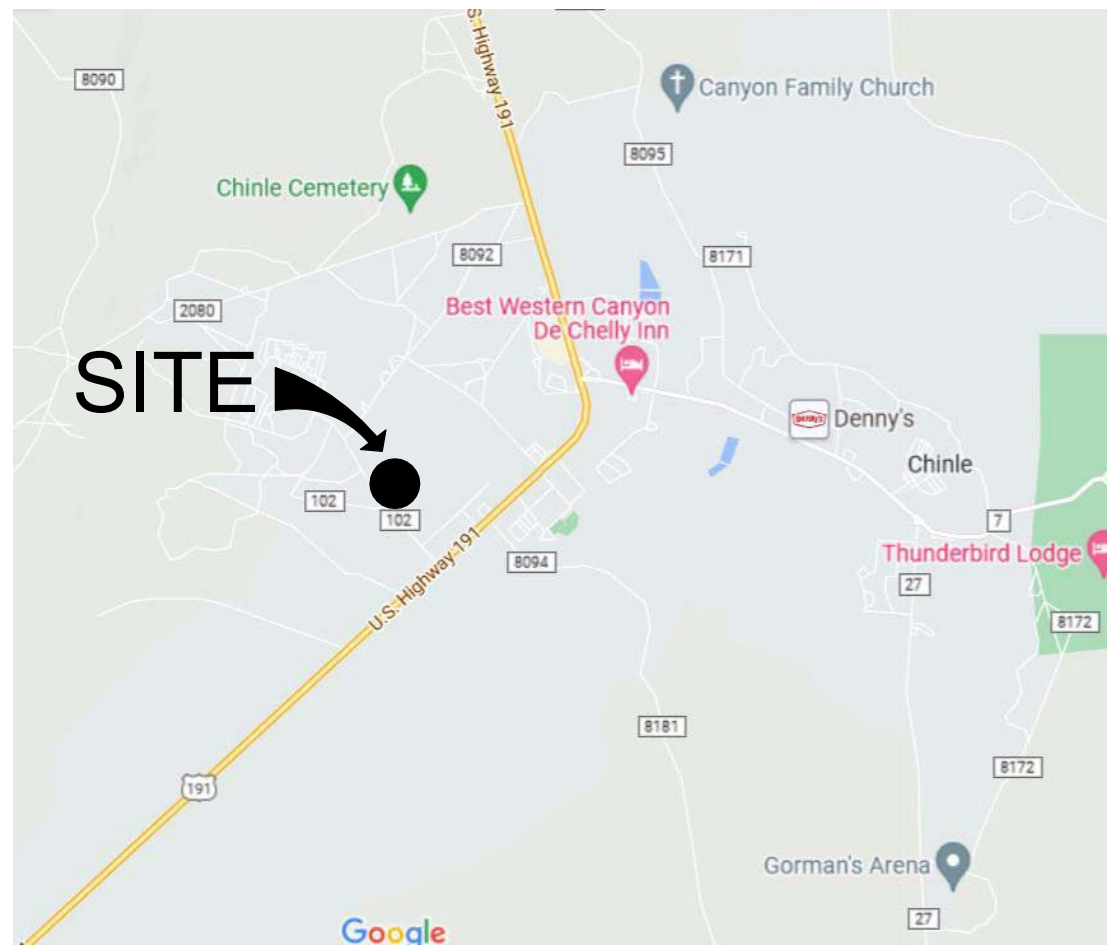 S. Highway 191
8090
Canyon Family Church
8095
Chinle Cemetery
8092
8171
2080
Best Western Canyon
De Chelly Inn
SITE
Denny's
Denny's
Chinle
102
102
7
8094
Thunderbird Lodge
27
U.S. Highway 191
8172
8181
191
8172
Gorman's Arena
27
Google